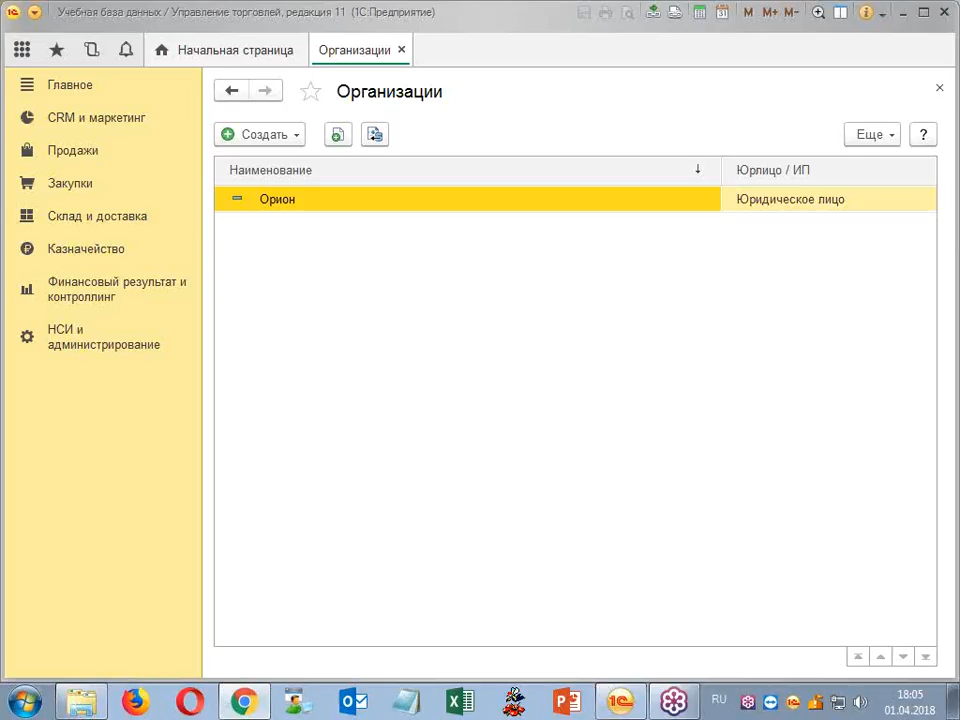 Учебная база данных / Управление торговлей, редакция 11 (1С:Предприятие)
M M+ M-
Начальная страница
Организации
Главное
CRM и маркетинг
Продажи
Закупки
Склад и доставка
Казначейство
Финансовый результат и
контроллинг
НСИ и
администрирование
Организации
Создать
Еще
?
Наименование
Юрлицо / ИП
Орион
Юридическое лицо
RU
18:05
01.04.2018